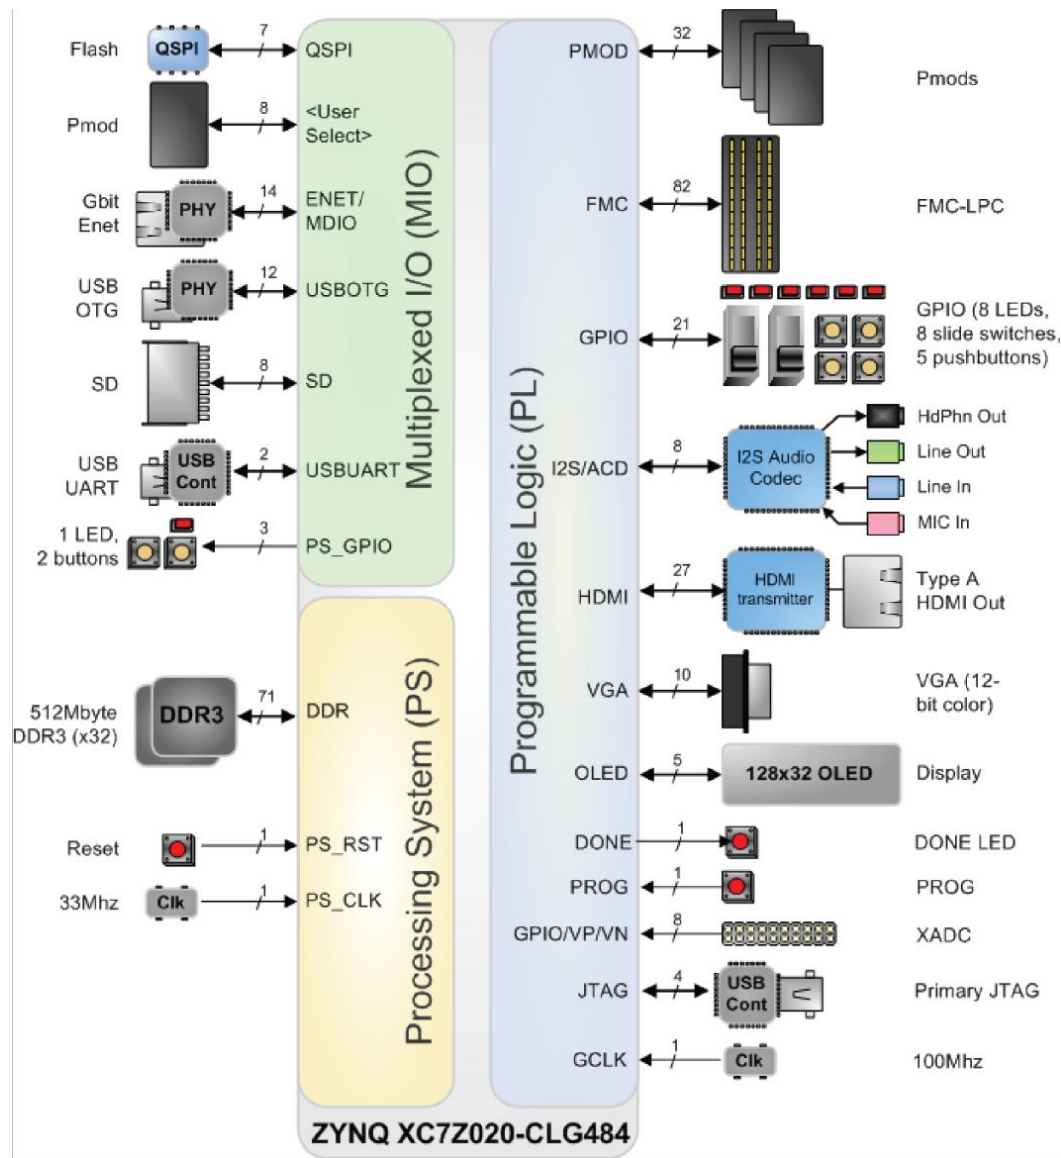 Flash
QSPI
7
QSPI
Pmod
8
<User
Select>
Gbit
Enet
PHY
14
ENET/
MDIO
USB
OTG
PHY
12
USBOTG
SD
8
SD
USB
UART
USB
Cont
2
USBUART
1 LED,
2 buttons
3
PS_GPIO
Multiplexed I/O (MIO)
512Mbyte
DDR3 (x32)
DDR3
71
DDR
Reset
1
PS_RST
33Mhz
Clk
1
PS_CLK
Processing System (PS)
Programmable Logic (PL)
PMOD
32
Pmods
FMC
82
FMC-LPC
GPIO
21
GPIO (8 LEDs,
8 slide switches,
5 pushbuttons)
I2S/ACD
8
I2S Audio
Codec
HdPhn Out
Line Out
Line In
MIC In
HDMI
27
HDMI
transmitter
Type A
HDMI Out
VGA
10
VGA (12-
bit color)
OLED
5
128x32 OLED
Display
DONE
1
DONE LED
PROG
1
PROG
GPIO/VP/VN
8
XADC
JTAG
4
USB
Cont
Primary JTAG
GCLK
1
Clk
100Mhz
ZYNQ XC7Z020-CLG484